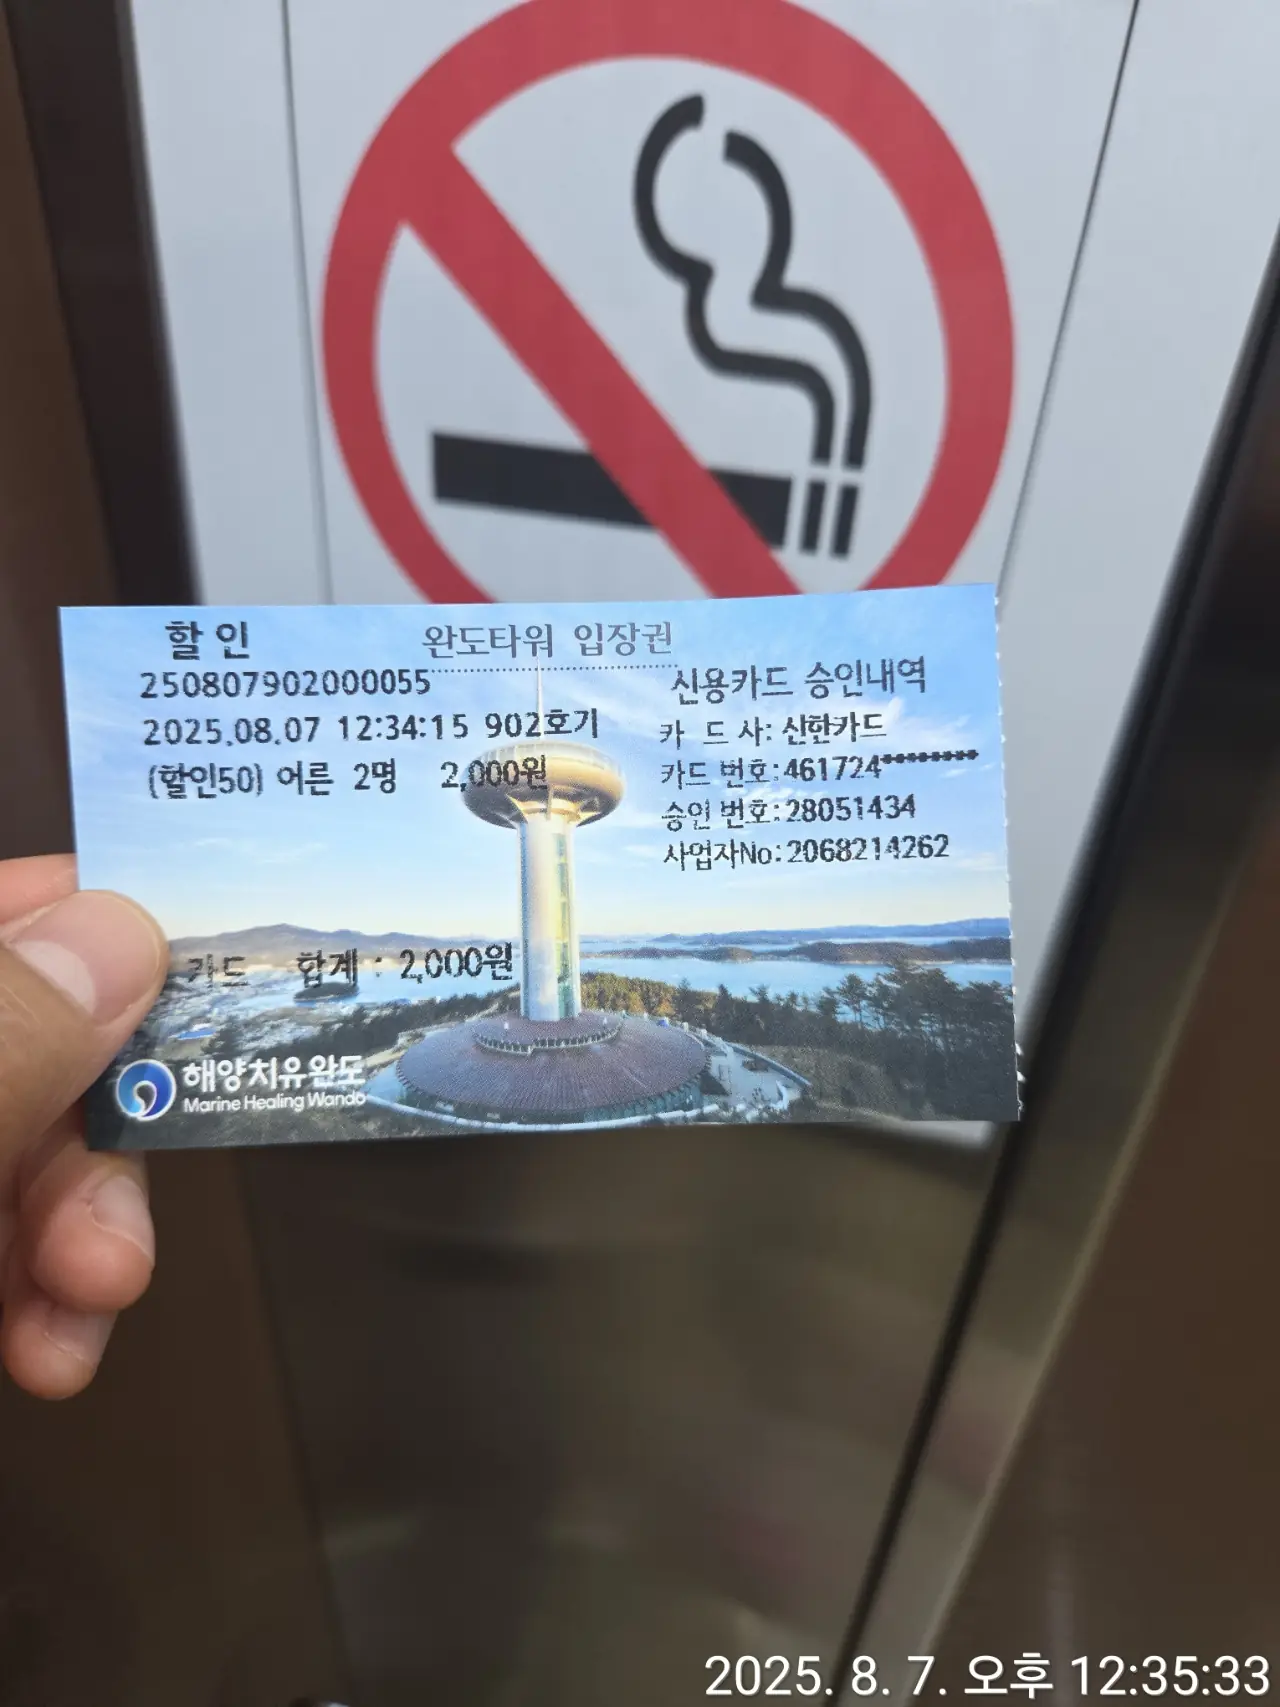 할 인 완도타워 입장권
250807902000055
2025.08.07 12:34:15 902호기
(할인50) 어른 2명 2,000원
신용카드 승인내역
카 드 사: 신한카드
카드 번호:461724********
승인 번호:28051434
사업자No:2068214262
카드 합계 : 2,000원
해양치유완도
Marine Healing Wando
2025. 8. 7. 오후 12:35:33